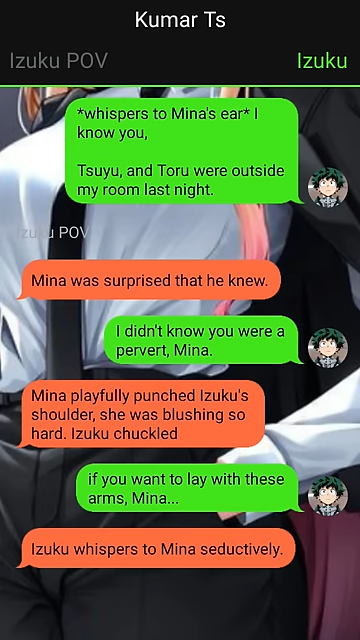 Kumar Ts
Izuku POV
Izuku
*whispers to Mina's ear* I
know you,
Tsuyu, and Toru were outside
my room last night.
Izuku POV
Mina was surprised that he knew.
I didn't know you were a
pervert, Mina.
Mina playfully punched Izuku's
shoulder, she was blushing so
hard. Izuku chuckled
if you want to lay with these
arms, Mina...
Izuku whispers to Mina seductively.